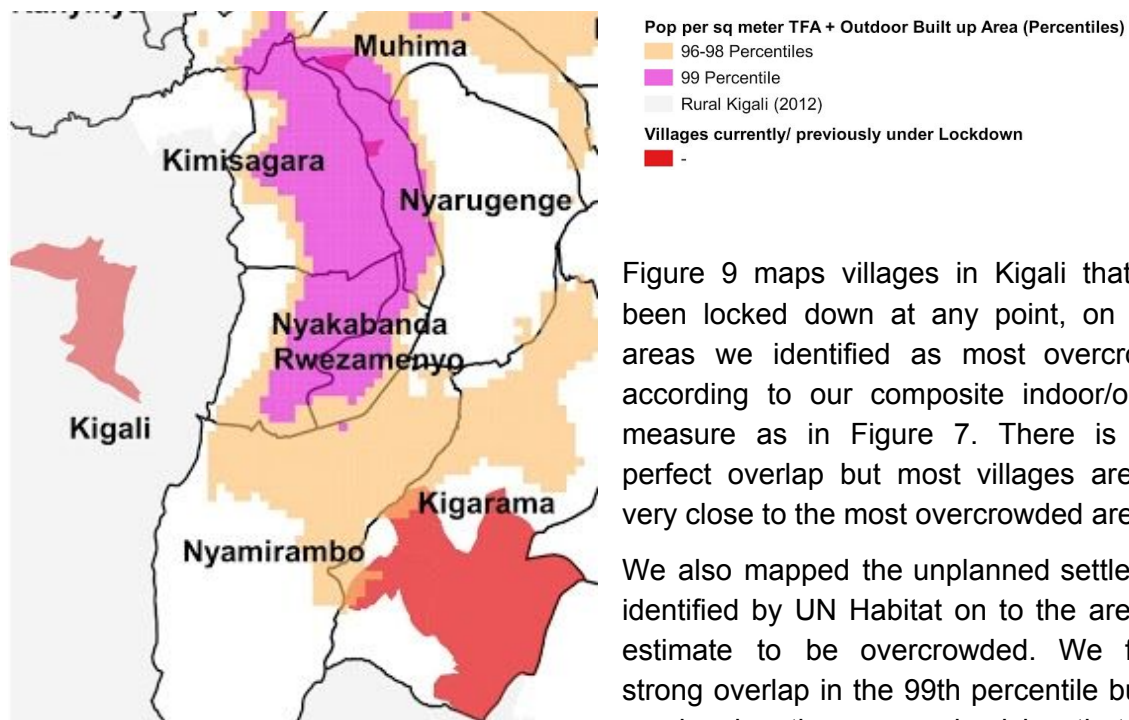 Muhima
Kimisagara
Nyarugenge
Nyakabanda
Rwezamenyo
Kigali
Kigarama
Nyamirambo
Pop per sq meter TFA + Outdoor Built up Area (Percentiles)
96-98 Percentiles
99 Percentile
Rural Kigali (2012)
Villages currently/ previously under Lockdown
-
Figure 9 maps villages in Kigali that
been locked down at any point, on
areas we identified as most overcro
according to our composite indoor/o
measure as in Figure 7. There is
perfect overlap but most villages are
very close to the most overcrowded are
We also mapped the unplanned settle
identified by UN Habitat on to the are
estimate to be overcrowded. We f
strong overlap in the 99th percentile bu